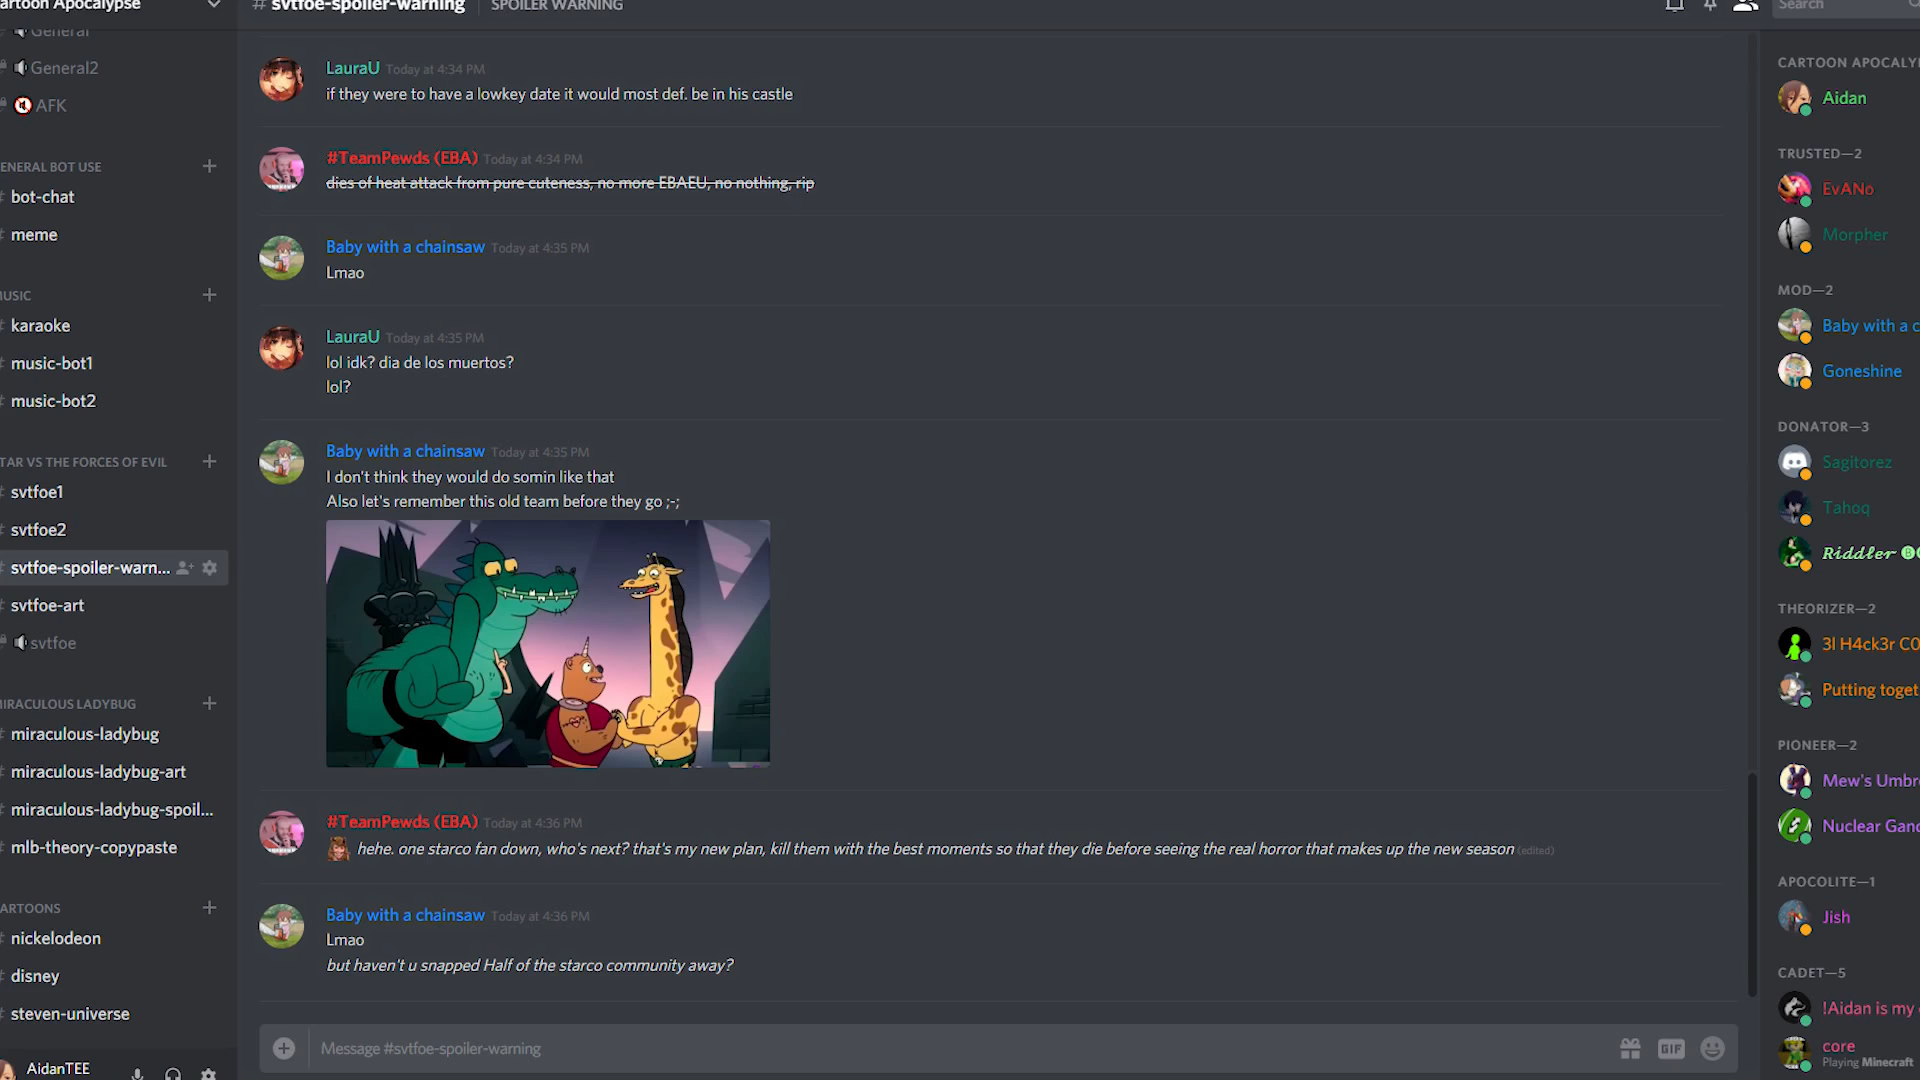 artoon Apocalypse
General
General2
AFK
ENERAL BOT USE
bot-chat
meme
USIC
karaoke
music-bot1
music-bot2
TAR VS THE FORCES OF EVIL
svtfoe1
svtfoe2
svtfoe-spoiler-warn...
svtfoe-art
svtfoe
IRACULOUS LADYBUG
miraculous-ladybug
miraculous-ladybug-art
miraculous-ladybug-spoil...
mlb-theory-copypaste
ARTOONS
nickelodeon
disney
steven-universe
AidanTEE
# svtfoe-spoiler-warning SPOILER WARNING
Search
LauraU Today at 4:34 PM
if they were to have a lowkey date it would most def. be in his castle
#TeamPewds (EBA) Today at 4:34 PM
dies of heat attack from pure cuteness, no more EBAEU, no nothing, rip
Baby with a chainsaw Today at 4:35 PM
Lmao
LauraU Today at 4:35 PM
lol idk? dia de los muertos?
lol?
Baby with a chainsaw Today at 4:35 PM
I don't think they would do somin like that
Also let's remember this old team before they go ;-;
#TeamPewds (EBA) Today at 4:36 PM
hehe. one starco fan down, who's next? that's my new plan, kill them with the best moments so that they die before seeing the real horror that makes up the new season (edited)
Baby with a chainsaw Today at 4:36 PM
Lmao
but haven't u snapped Half of the starco community away?
Message #svtfoe-spoiler-warning
GIF
CARTOON APOCALY
Aidan
TRUSTED—2
EvANo
Morpher
MOD—2
Baby with a c
Goneshine
DONATOR—3
Sagitorez
Tahoq
Riddler
THEORIZER—2
3l H4ck3r C0
Putting toget
PIONEER—2
Mew's Umbr
Nuclear Gand
APOCOLITE—1
Jish
CADET—5
!Aidan is my
core
Playing Minecraft